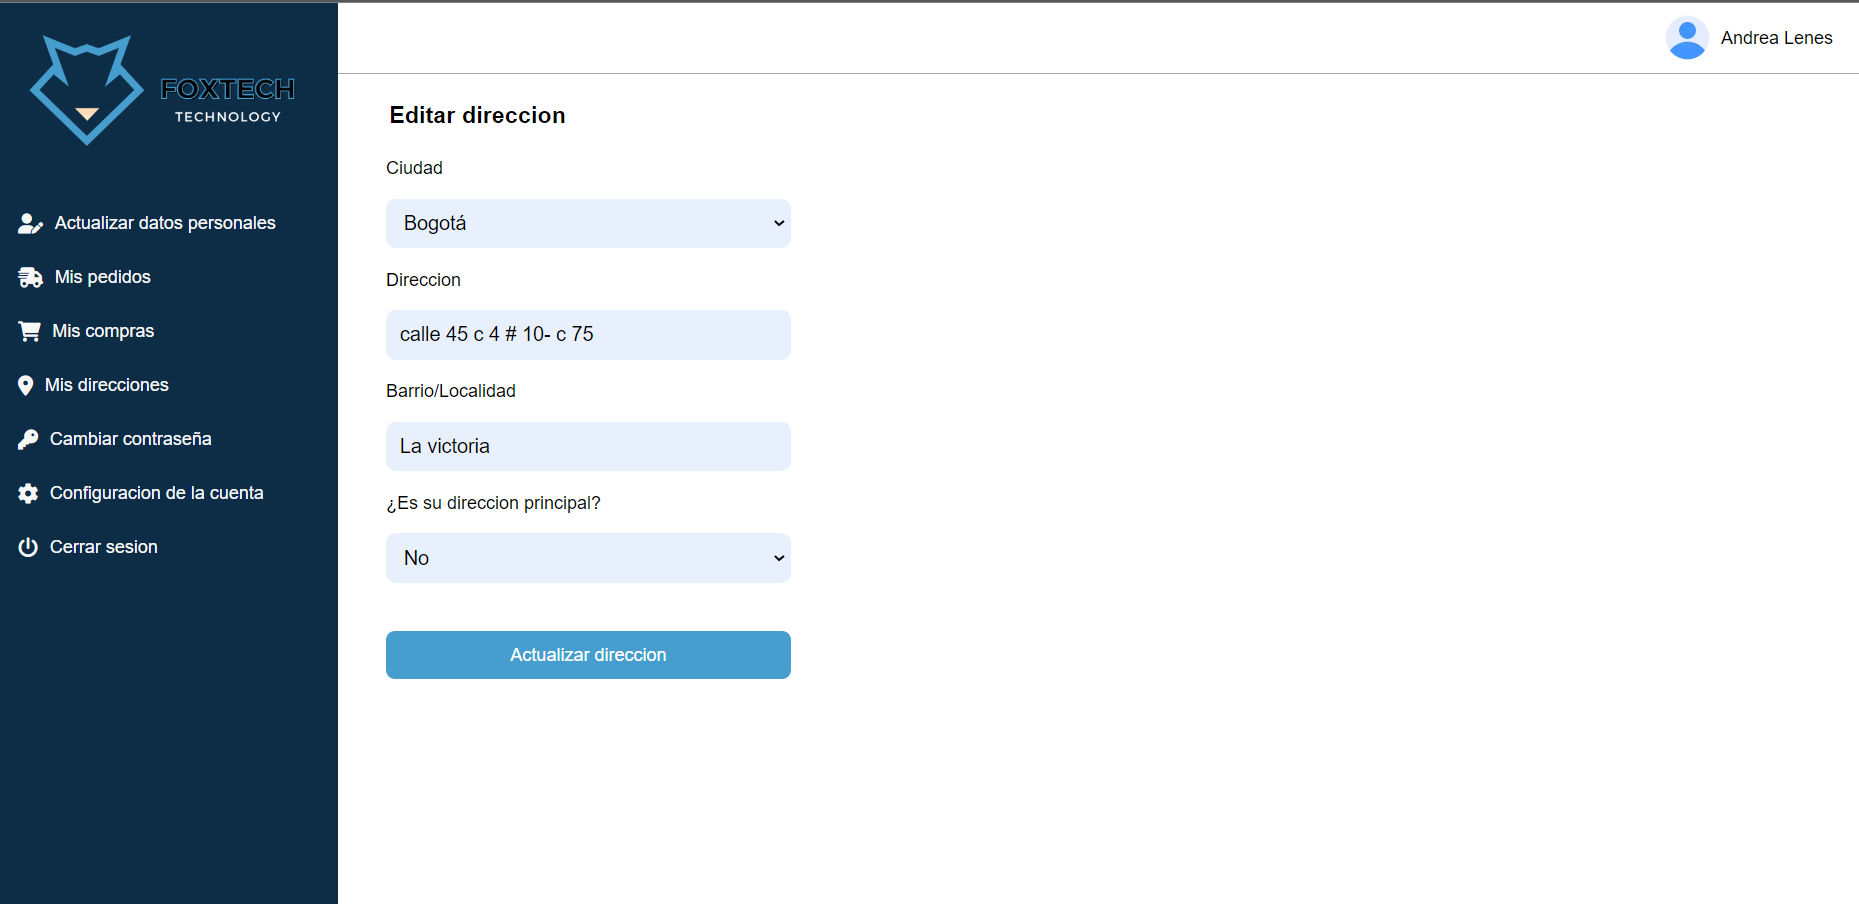 FOXTECH
TECHNOLOGY
Actualizar datos personales
Mis pedidos
Mis compras
Mis direcciones
Cambiar contraseña
Configuracion de la cuenta
Cerrar sesion
Andrea Lenes
Editar direccion
Ciudad
Bogotá
Direccion
calle 45 c 4 # 10- c 75
Barrio/Localidad
La victoria
¿Es su direccion principal?
No
Actualizar direccion